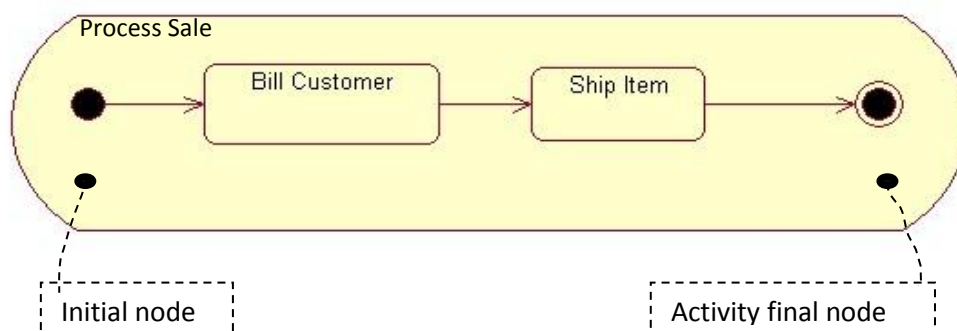 Process Sale
Bill Customer
Ship Item
Initial node
Activity final node